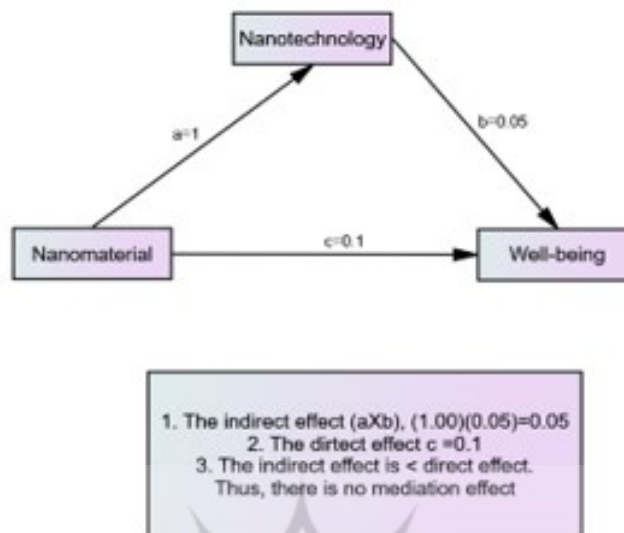 Nanotechnology
a=1
b=0.05
c=0.1
Nanomaterial
Well-being
1. The indirect effect (aXb), (1.00)(0.05)=0.05
2. The dirtect effect c =0.1
3. The indirect effect is < direct effect.
Thus, there is no mediation effect